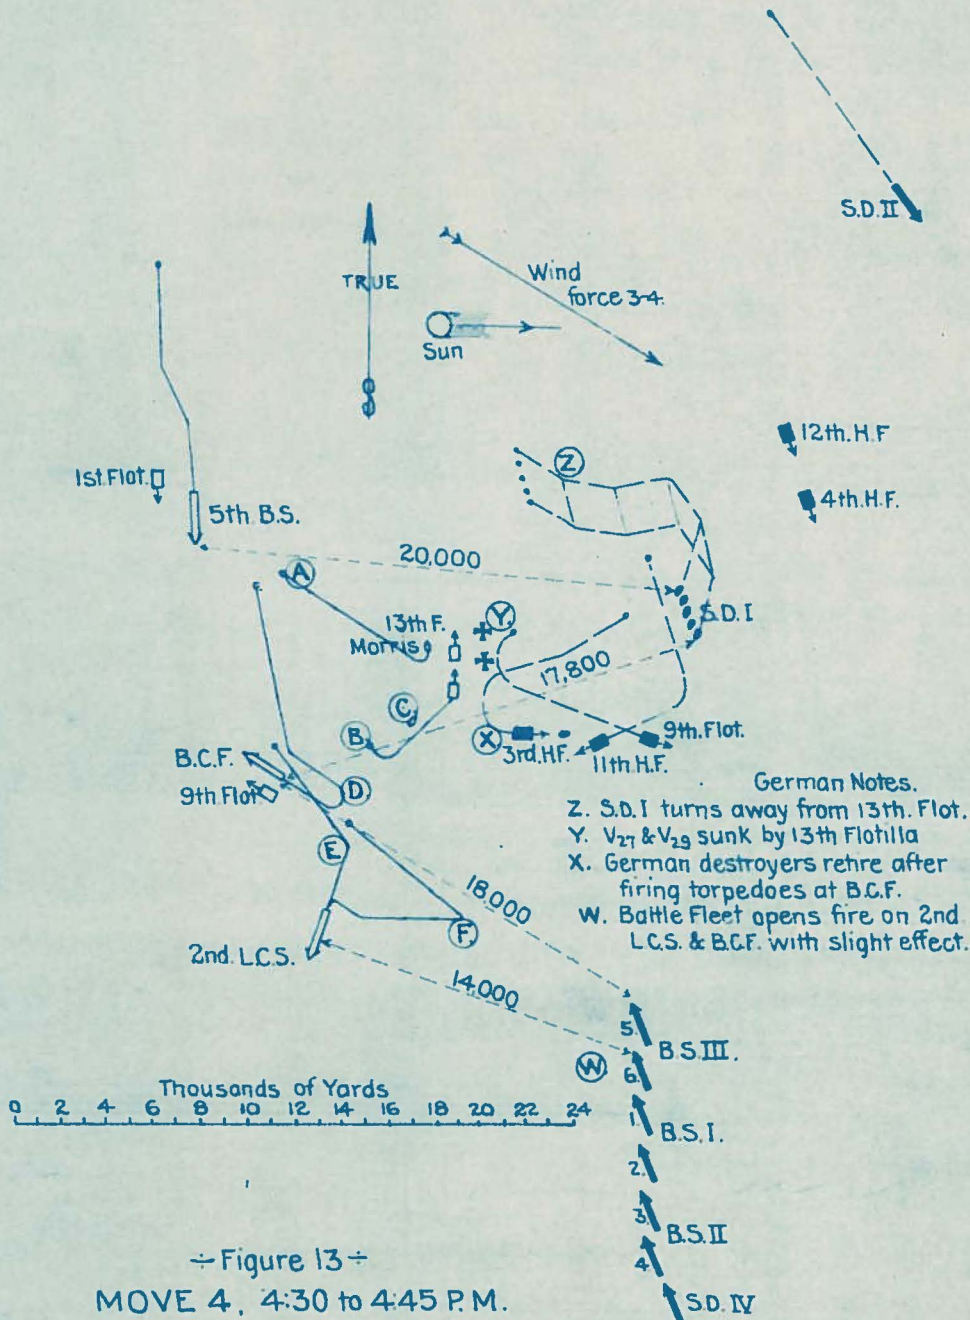 S.D.II
TRUE
Wind
force 3-4.
Sun
12th.H.F
4th.H.F.
1st.Flot.
5th.B.S.
20,000
A
Z
13th F.
Morris
Y
S.D.I
17,800
C
B
X
3rd.H.F.
11th H.F.
9th.Flot.
B.C.F.
9th Flot
D
E
F
18,000
2nd. L.C.S.
14,000
German Notes.
Z. S.D.I turns away from 13th. Flot.
Y. V27 & V29 sunk by 13th Flotilla
X. German destroyers retire after
firing torpedoes at B.C.F.
W. Battle Fleet opens fire on 2nd
L.C.S. & B.C.F. with slight effect.
5.
B.S.III.
W
6.
Thousands of Yards
0 2 4 6 8 10 12 14 16 18 20 22 24
1.
B.S.I.
2.
3.
B.S.II
4.
S.D.IV
÷Figure 13÷
MOVE 4, 4:30 to 4:45 P.M.